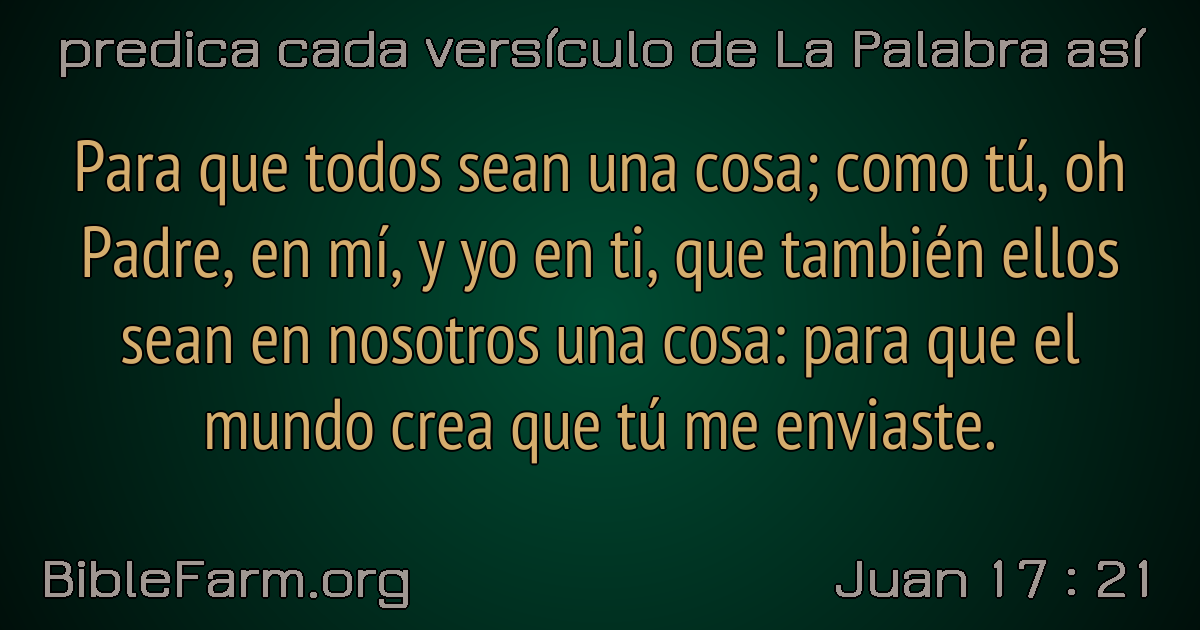 predica cada versículo de La Palabra así
Para que todos sean una cosa; como tú, oh
Padre, en mí, y yo en ti, que también ellos
sean en nosotros una cosa: para que el
mundo crea que tú me enviaste.
BibleFarm.org
Juan 17 : 21